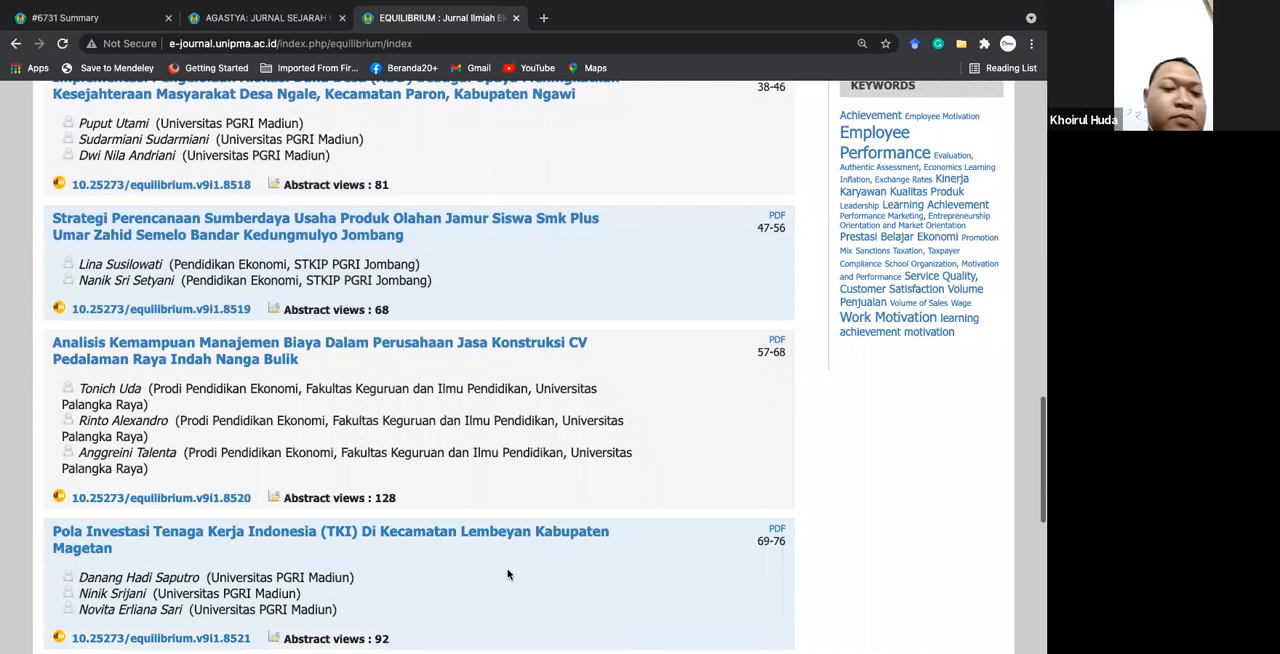 #6731 Summary
AGASTYA: JURNAL SEJARAH
EQUILIBRIUM : Jurnal Ilmiah Ek
Not Secure
e-journal.unipma.ac.id/index.php/equilibrium/index
Apps
Save to Mendeley
Getting Started
Imported From Fir...
Beranda20+
Gmail
YouTube
Maps
Reading List
Kesejahteraan Masyarakat Desa Ngale, Kecamatan Paron, Kabupaten Ngawi
38-46
Puput Utami (Universitas PGRI Madiun)
Sudarmiani Sudarmiani (Universitas PGRI Madiun)
Dwi Nila Andriani (Universitas PGRI Madiun)
10.25273/equilibrium.v9i1.8518
Abstract views : 81
Strategi Perencanaan Sumberdaya Usaha Produk Olahan Jamur Siswa Smk Plus
Umar Zahid Semelo Bandar Kedungmulyo Jombang
PDF
47-56
Lina Susilowati (Pendidikan Ekonomi, STKIP PGRI Jombang)
Nanik Sri Setyani (Pendidikan Ekonomi, STKIP PGRI Jombang)
10.25273/equilibrium.v9i1.8519
Abstract views : 68
Analisis Kemampuan Manajemen Biaya Dalam Perusahaan Jasa Konstruksi CV
Pedalaman Raya Indah Nanga Bulik
PDF
57-68
Tonich Uda (Prodi Pendidikan Ekonomi, Fakultas Keguruan dan Ilmu Pendidikan, Universitas
Palangka Raya)
Rinto Alexandro (Prodi Pendidikan Ekonomi, Fakultas Keguruan dan Ilmu Pendidikan, Universitas
Palangka Raya)
Anggreini Talenta (Prodi Pendidikan Ekonomi, Fakultas Keguruan dan Ilmu Pendidikan, Universitas
Palangka Raya)
10.25273/equilibrium.v9i1.8520
Abstract views : 128
Pola Investasi Tenaga Kerja Indonesia (TKI) Di Kecamatan Lembeyan Kabupaten
Magetan
PDF
69-76
Danang Hadi Saputro (Universitas PGRI Madiun)
Ninik Srijani (Universitas PGRI Madiun)
Novita Erliana Sari (Universitas PGRI Madiun)
10.25273/equilibrium.v9i1.8521
Abstract views : 92
KEYWORDS
Achievement Employee Motivation
Employee
Performance Evaluation,
Authentic Assessment, Economics Learning
Inflation, Exchange Rates Kinerja
Karyawan Kualitas Produk
Leadership Learning Achievement
Performance Marketing, Entrepreneurship
Orientation and Market Orientation
Prestasi Belajar Ekonomi Promotion
Mix Sanctions Taxation, Taxpayer
Compliance School Organization, Motivation
and Performance Service Quality,
Customer Satisfaction Volume
Penjualan Volume of Sales Wage
Work Motivation learning
achievement motivation
Khoirul Huda